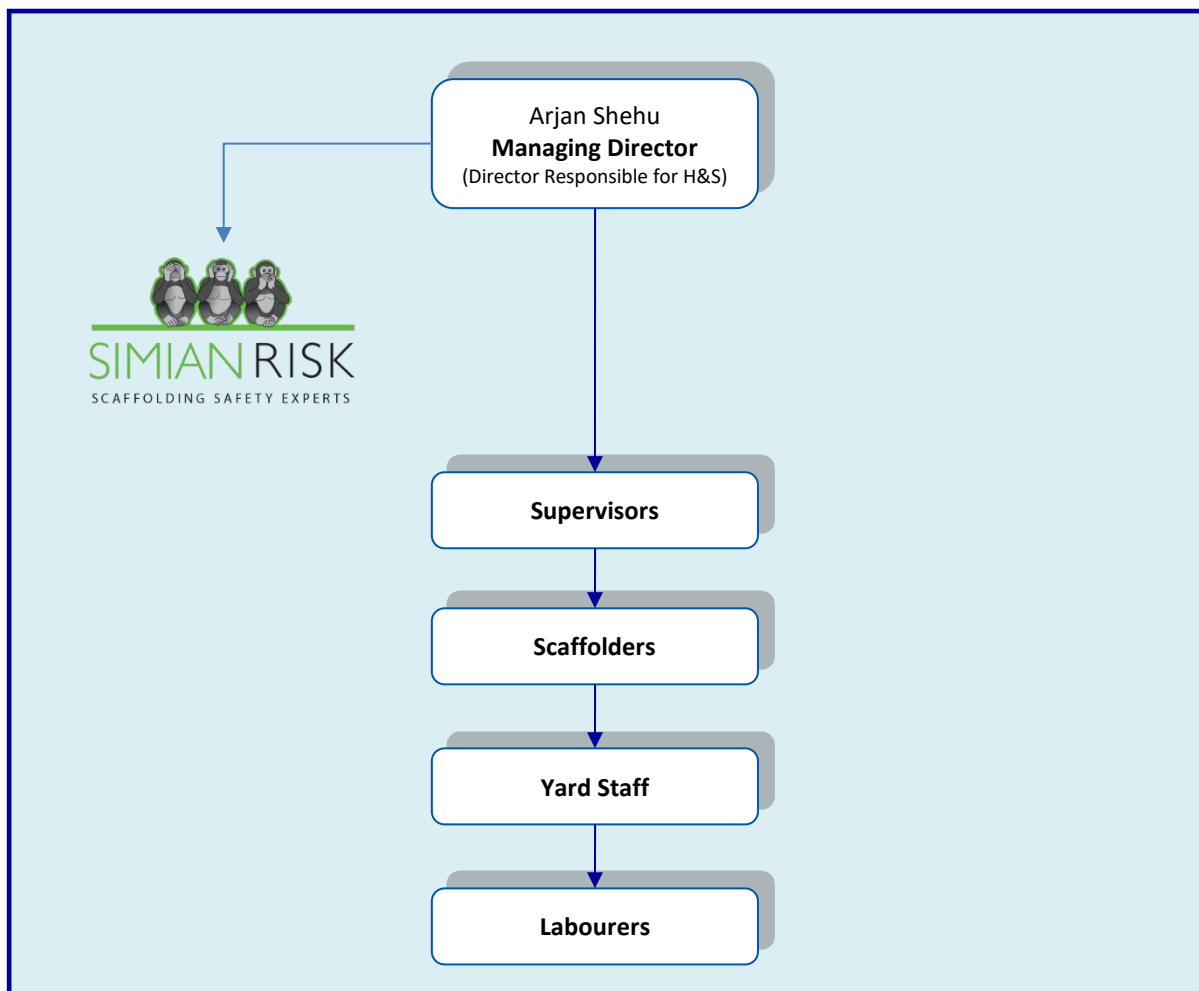 Arjan Shehu
Managing Director
(Director Responsible for H&S)
SIMIAN RISK
SCAFFOLDING SAFETY EXPERTS
Supervisors
Scaffolders
Yard Staff
Labourers